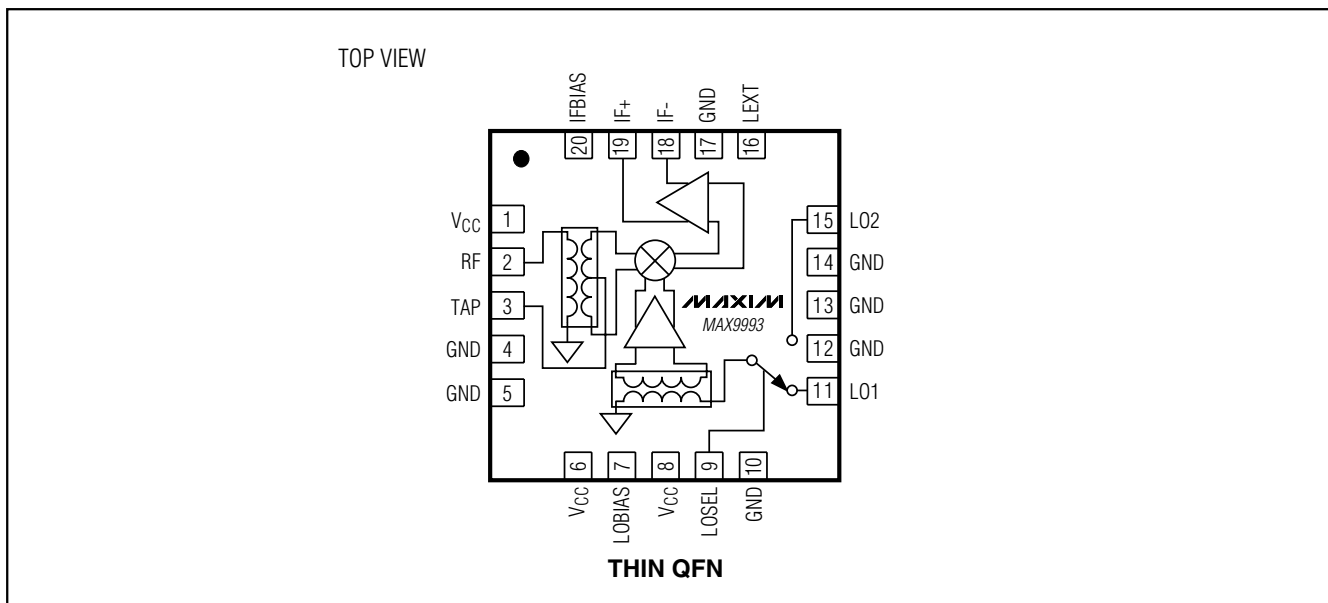 TOP VIEW
IFBIAS
IF+
IF-
GND
LEXT
20
19
18
17
16
VCC 1
RF 2
TAP 3
GND 4
GND 5
15 LO2
14 GND
13 GND
12 GND
11 LO1
MAXIM
MAX9993
6
7
8
9
10
VCC
LOBIAS
VCC
LOSEL
GND
THIN QFN